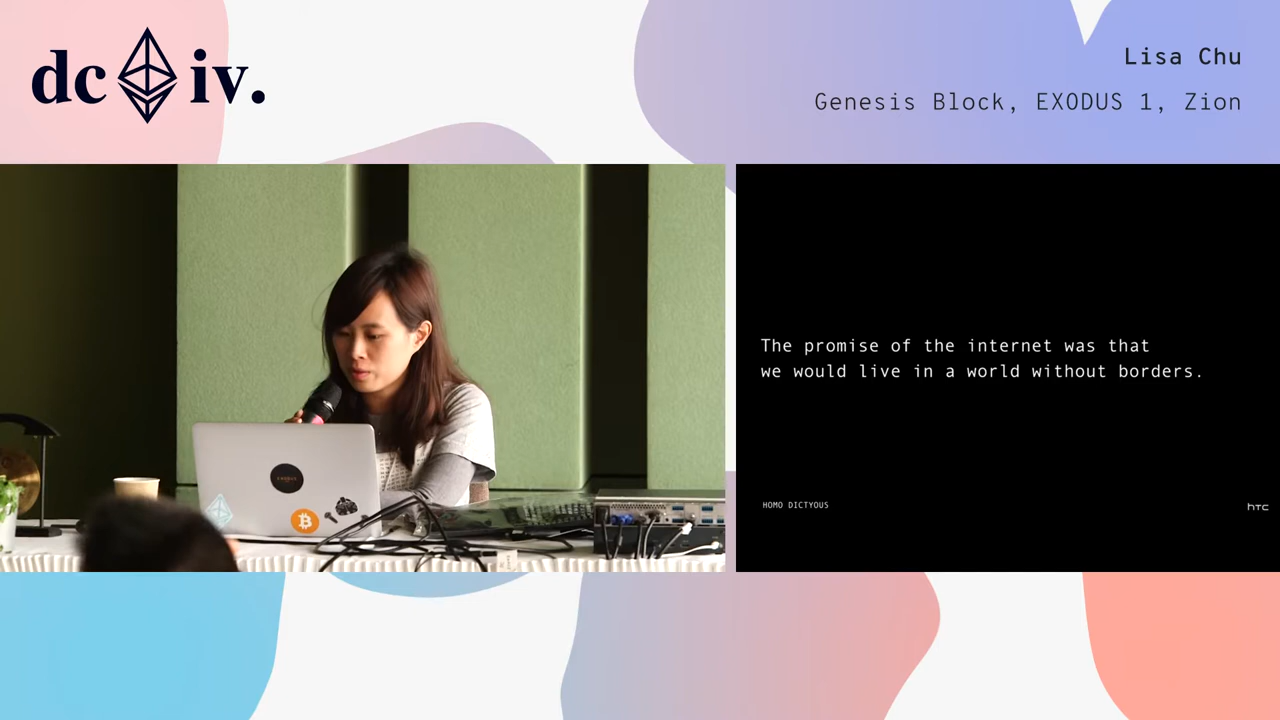 dc iv.
Lisa Chu
Genesis Block, EXODUS 1, Zion
The promise of the internet was that
we would live in a world without borders.
EXODUS
HOMO DICTYOUS
hTC